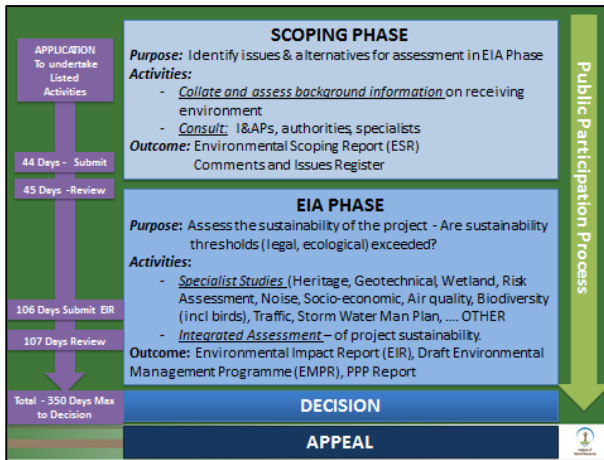 APPLICATION
To undertake
Listed
Activities
44 Days - Submit
45 Days -Review
106 Days Submit EIR
107 Days Review
Total - 350 Days Max
to Decision
SCOPING PHASE
Purpose: Identify issues & alternatives for assessment in EIA Phase
Activities:
- Collate and assess background information on receiving
environment
- Consult: I&APs, authorities, specialists
Outcome: Environmental Scoping Report (ESR)
Comments and Issues Register
EIA PHASE
Purpose: Assess the sustainability of the project - Are sustainability
thresholds (legal, ecological) exceeded?
Activities:
- Specialist Studies (Heritage, Geotechnical, Wetland, Risk
Assessment, Noise, Socio-economic, Air quality, Biodiversity
(incl birds), Traffic, Storm Water Man Plan, .... OTHER
- Integrated Assessment – of project sustainability.
Outcome: Environmental Impact Report (EIR), Draft Environmental
Management Programme (EMPR), PPP Report
DECISION
APPEAL
Public Participation Process